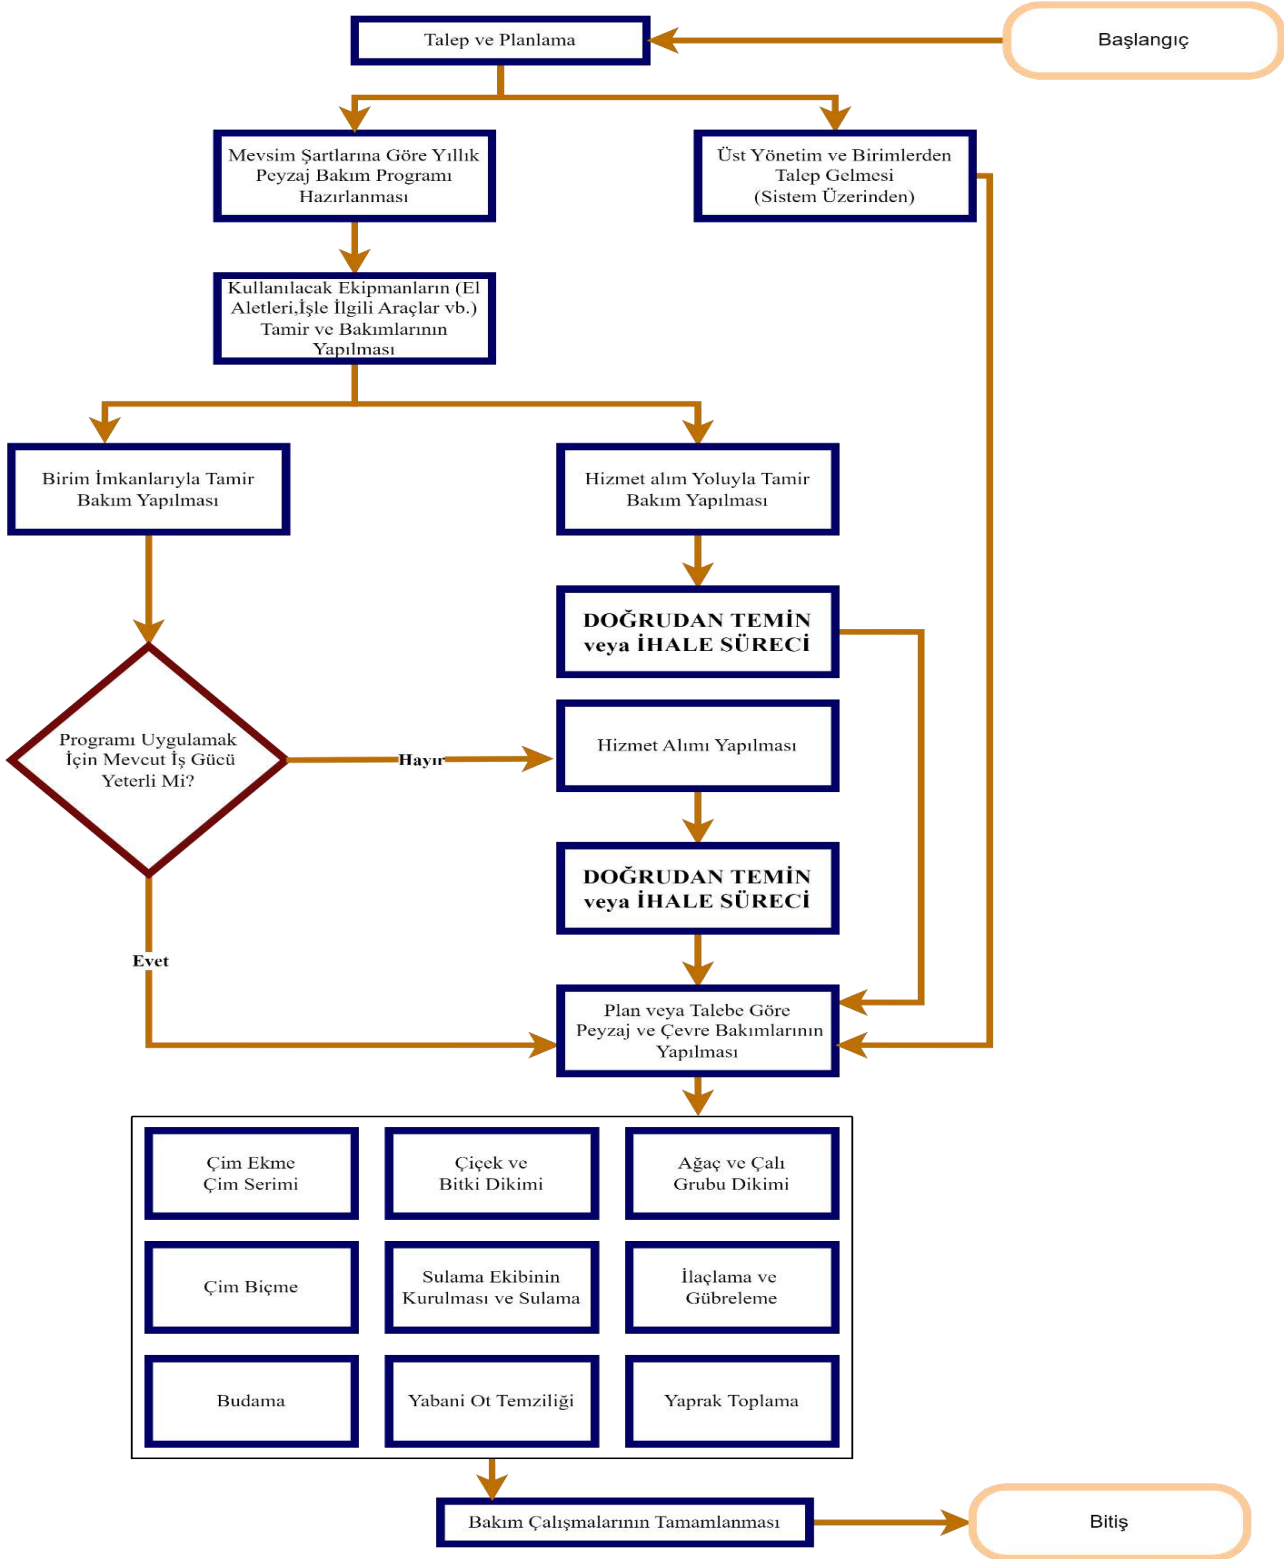 Talep ve Planlama
Başlangıç
Mevsim Şartlarına Göre Yıllık
Peyzaj Bakım Programı
Hazırlanması
Üst Yönetim ve Birimlerden
Talep Gelmesi
(Sistem Üzerinden)
Kullanılacak Ekipmanların (El
Aletleri,İşle İlgili Araçlar vb.)
Tamir ve Bakımlarının
Yapılması
Birim İmkanlarıyla Tamir
Bakım Yapılması
Hizmet alım Yoluyla Tamir
Bakım Yapılması
DOĞRUDAN TEMİN
veya İHALE SÜRECİ
Programı Uygulamak
İçin Mevcut İş Gücü
Yeterli Mi?
Hayır
Hizmet Alımı Yapılması
DOĞRUDAN TEMİN
veya İHALE SÜRECİ
Evet
Plan veya Talebe Göre
Peyzaj ve Çevre Bakımlarının
Yapılması
Çim Ekme
Çim Serimi
Çiçek ve
Bitki Dikimi
Ağaç ve Çalı
Grubu Dikimi
Çim Biçme
Sulama Ekibinin
Kurulması ve Sulama
İlaçlama ve
Gübreleme
Budama
Yabani Ot Temziliği
Yaprak Toplama
Bakım Çalışmalarının Tamamlanması
Bitiş